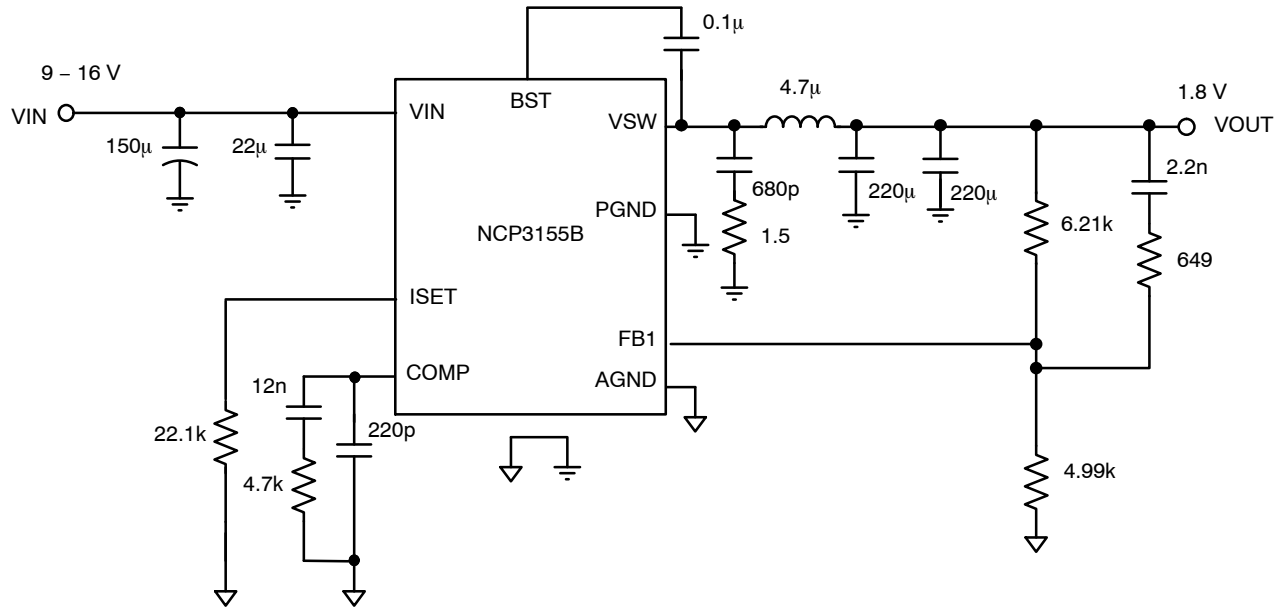 0.1μ
9 – 16 V
VIN
VIN
BST
VSW
4.7μ
1.8 V
VOUT
150μ
22μ
680p
220μ
220μ
2.2n
PGND
NCP3155B
1.5
6.21k
649
ISET
FB1
COMP
AGND
12n
220p
22.1k
4.7k
4.99k